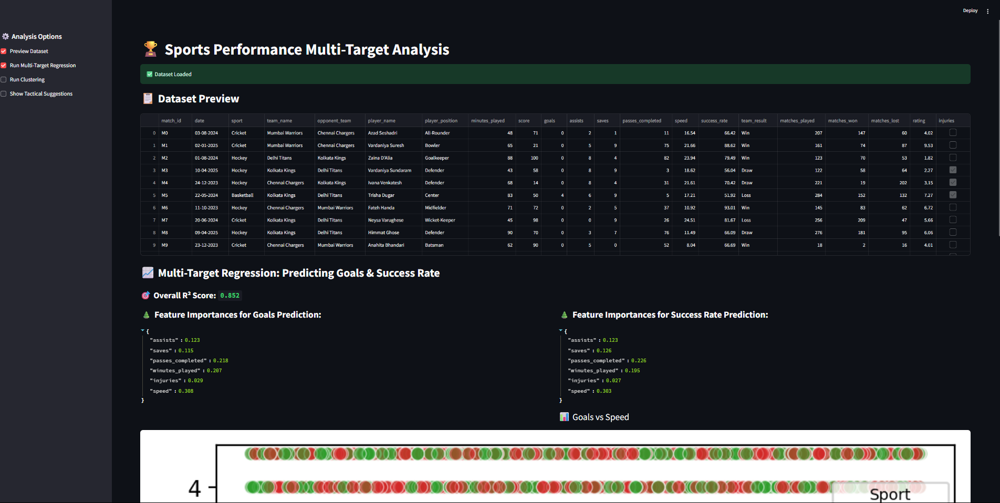 Deploy
Analysis Options
Preview Dataset
Run Multi-Target Regression
Run Clustering
Show Tactical Suggestions
Sports Performance Multi-Target Analysis
Dataset Loaded
Dataset Preview
match_id date sport team_name opponent_team player_name player_position minutes_played score goals assists saves passes_completed speed success_rate team_result matches_played matches_won matches_lost rating injuries
0 M0 03-08-2024 Cricket Mumbai Warriors Chennai Chargers Azad Seshadri All-Rounder 48 71 0 2 1 11 16.54 66.42 Win 207 147 60 4.02
1 M1 02-01-2025 Cricket Mumbai Warriors Chennai Chargers Vardaniya Suresh Bowler 65 21 0 5 9 75 21.66 88.62 Win 161 74 87 9.53
2 M2 01-08-2024 Hockey Delhi Titans Kolkata Kings Zaina D'Alia Goalkeeper 88 100 0 8 4 82 23.94 79.49 Win 123 70 53 1.82
3 M3 10-04-2025 Hockey Kolkata Kings Delhi Titans Vardaniya Sundaram Defender 43 58 0 8 9 3 18.62 56.04 Draw 122 58 64 2.27
4 M4 24-12-2023 Hockey Chennai Chargers Kolkata Kings Ivana Venkatesh Defender 68 14 0 8 4 31 21.61 70.42 Draw 221 19 202 3.15
5 M5 22-05-2024 Basketball Kolkata Kings Delhi Titans Trisha Dugar Center 83 50 4 6 9 5 17.21 51.92 Loss 284 152 132 7.27
6 M6 11-10-2023 Hockey Chennai Chargers Mumbai Warriors Fateh Handa Midfielder 71 72 0 2 5 37 10.92 93.01 Win 145 83 62 6.72
7 M7 20-06-2024 Cricket Kolkata Kings Delhi Titans Neysa Varughese Wicket-Keeper 45 98 0 0 9 26 24.51 81.67 Loss 256 209 47 5.66
8 M8 09-04-2025 Hockey Kolkata Kings Delhi Titans Himmat Ghose Defender 90 70 0 3 7 76 11.49 66.09 Draw 276 181 95 6.06
9 M9 23-12-2023 Cricket Chennai Chargers Mumbai Warriors Anahita Bhandari Batsman 62 90 0 5 0 52 8.04 66.69 Win 18 2 16 4.01
Multi-Target Regression: Predicting Goals & Success Rate
Overall R² Score: 0.852
Feature Importances for Goals Prediction:
{
"assists" : 0.123
"saves" : 0.115
"passes_completed" : 0.218
"minutes_played" : 0.207
"injuries" : 0.029
"speed" : 0.308
}
Feature Importances for Success Rate Prediction:
{
"assists" : 0.123
"saves" : 0.126
"passes_completed" : 0.226
"minutes_played" : 0.195
"injuries" : 0.027
"speed" : 0.303
}
Goals vs Speed
4
Sport